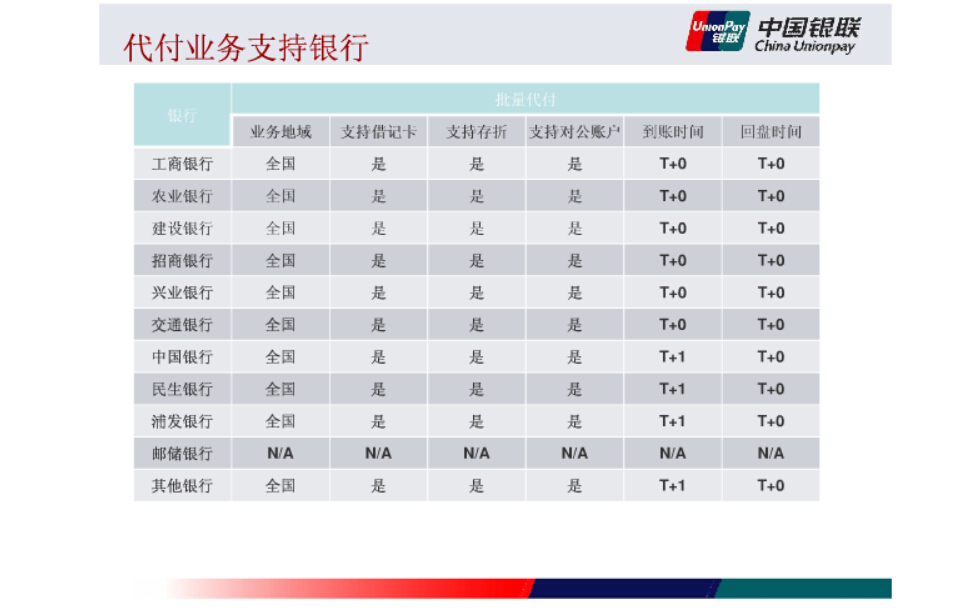 代付业务支持银行
UnionPay
银联
中国银联
China Unionpay
银行 批量代付
业务地域 支持借记卡 支持存折 支持对公账户 到账时间 回盘时间
工商银行 全国 是 是 是 T+0 T+0
农业银行 全国 是 是 是 T+0 T+0
建设银行 全国 是 是 是 T+0 T+0
招商银行 全国 是 是 是 T+0 T+0
兴业银行 全国 是 是 是 T+0 T+0
交通银行 全国 是 是 是 T+0 T+0
中国银行 全国 是 是 是 T+1 T+0
民生银行 全国 是 是 是 T+1 T+0
浦发银行 全国 是 是 是 T+1 T+0
邮储银行 N/A N/A N/A N/A N/A N/A
其他银行 全国 是 是 是 T+1 T+0